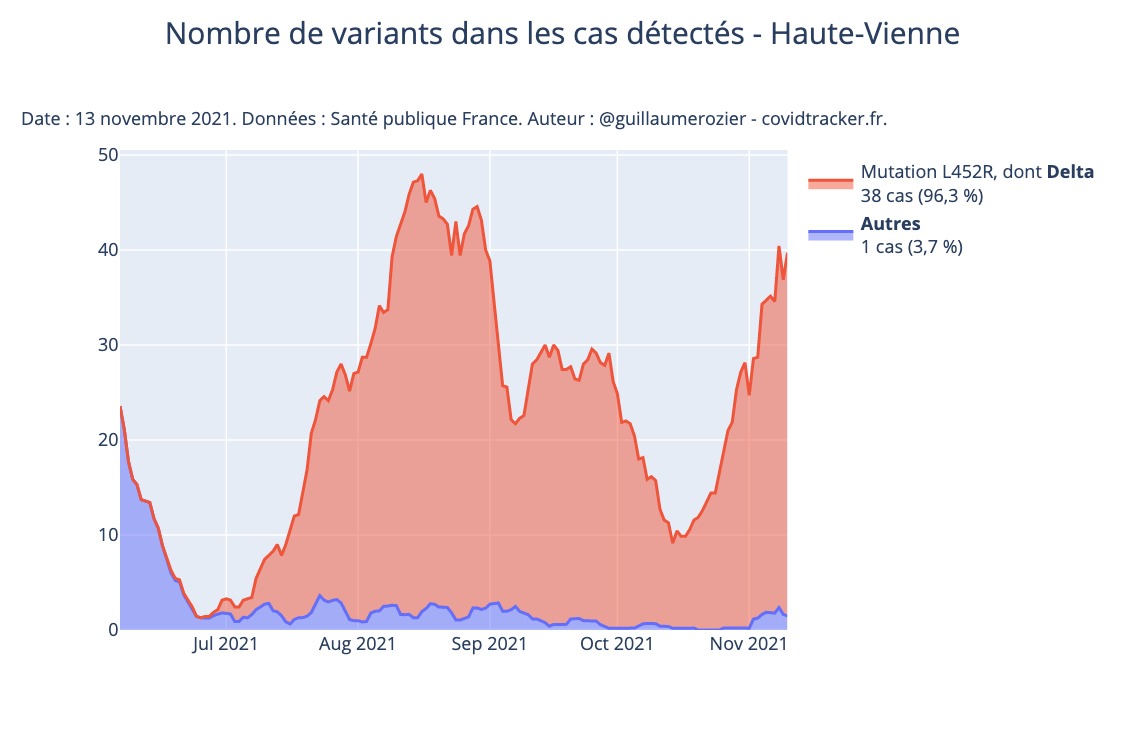 Nombre de variants dans les cas détectés - Haute-Vienne
Date : 13 novembre 2021. Données : Santé publique France. Auteur : @guillaumerozier - covidtracker.fr.
50
40
30
20
10
0
Jul 2021
Aug 2021
Sep 2021
Oct 2021
Nov 2021
Mutation L452R, dont Delta
38 cas (96,3 %)
Autres
1 cas (3,7 %)